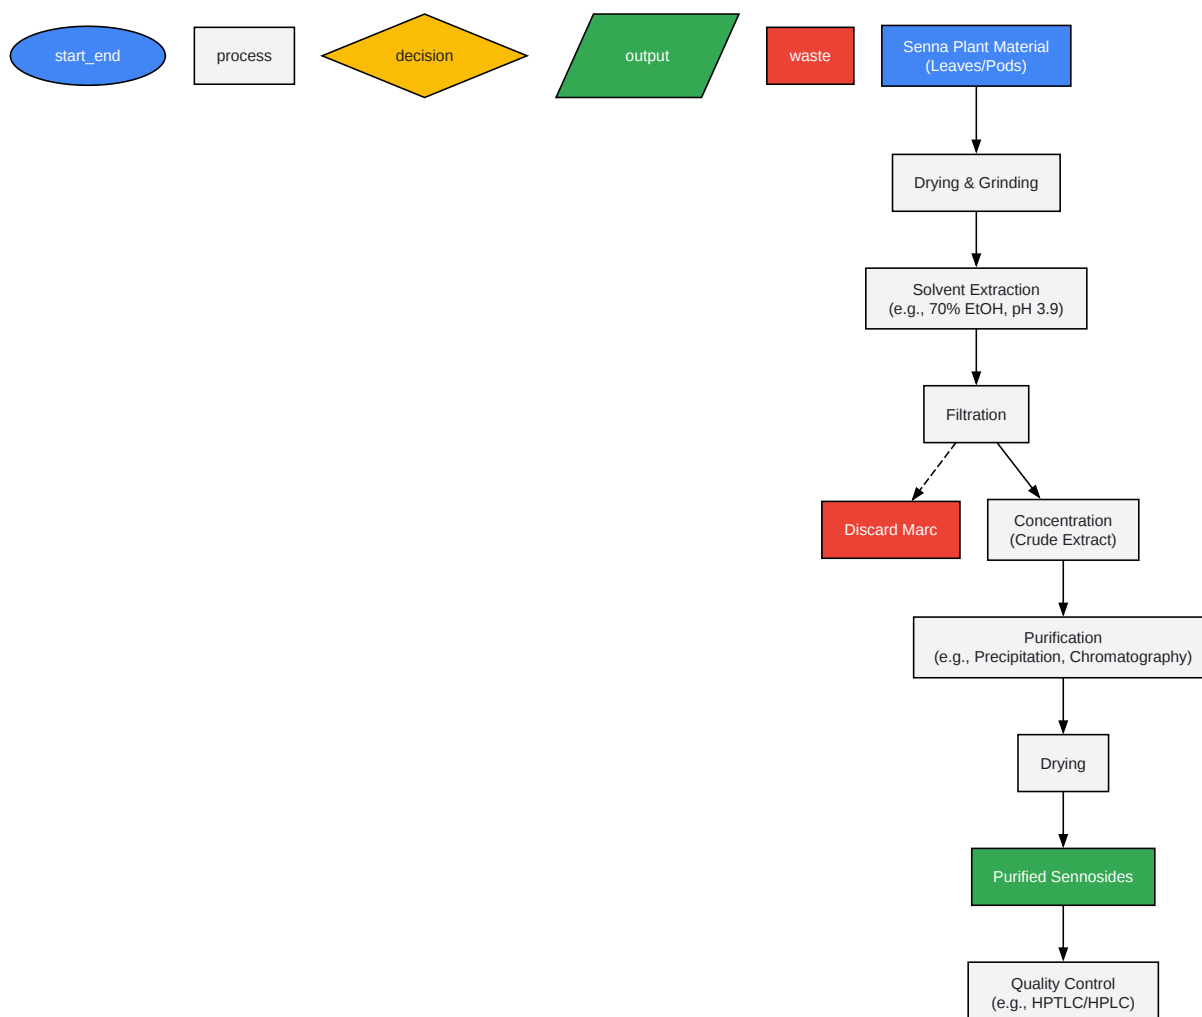 start_end
process
decision
output
waste
Senna Plant Material
(Leaves/Pods)
Drying & Grinding
Solvent Extraction
(e.g., 70% EtOH, pH 3.9)
Filtration
Discard Marc
Concentration
(Crude Extract)
Purification
(e.g., Precipitation, Chromatography)
Drying
Purified Sennosides
Quality Control
(e.g., HPTLC/HPLC)